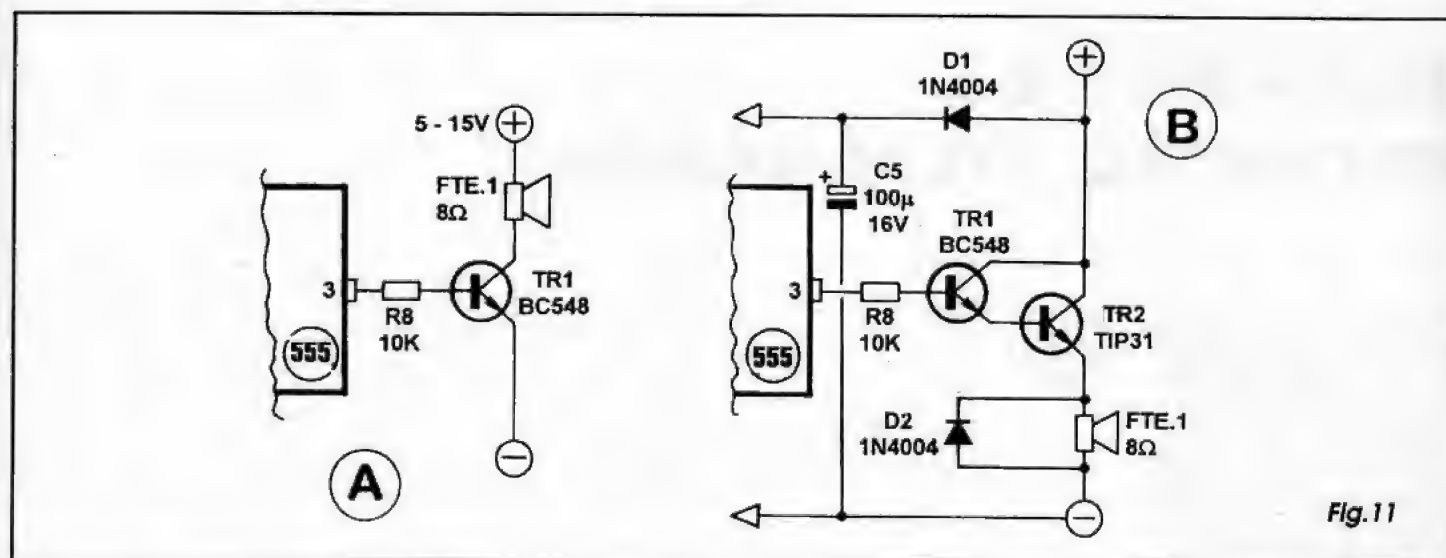 5 - 15V +
FTE.1
8Ω
3
R8
10K
TR1
BC548
555
−
A
+
D1
1N4004
B
+
C5
100µ
16V
TR1
BC548
3
R8
10K
TR2
TIP31
555
D2
1N4004
FTE.1
8Ω
−
Fig.11